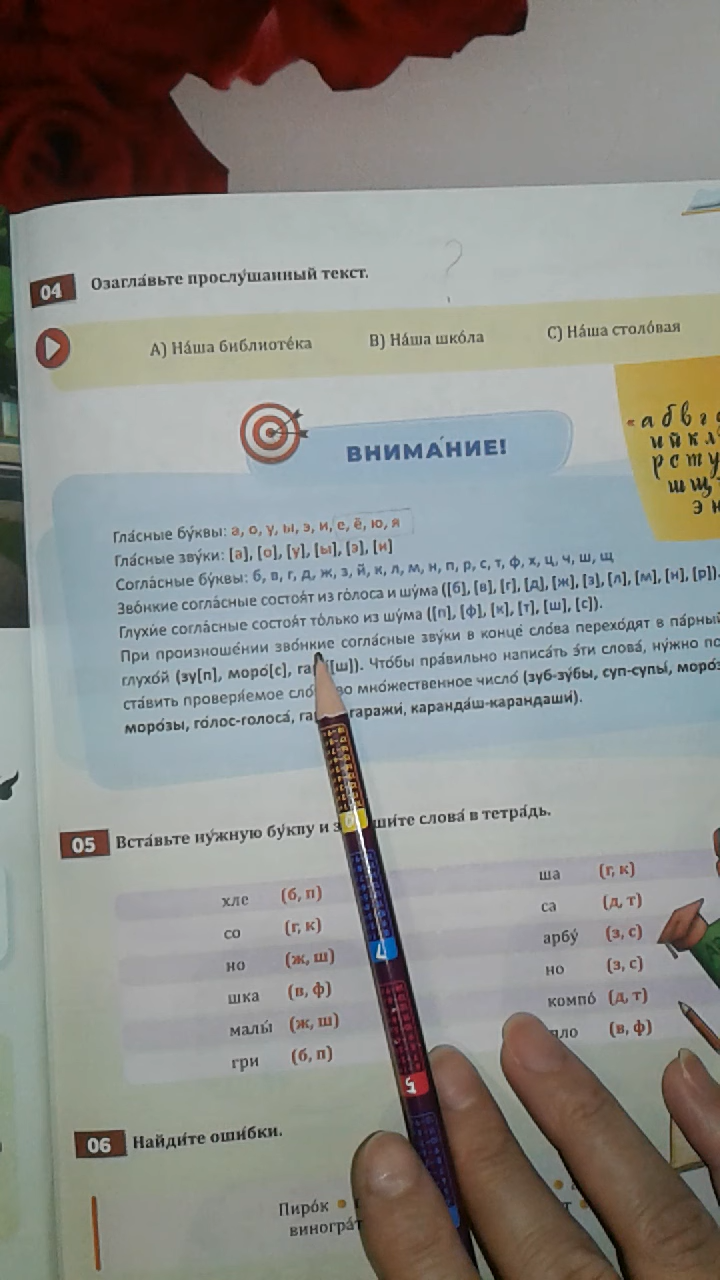 04 Озагла́вьте прослу́шанный текст.
?
А) На́ша библиоте́ка В) На́ша шко́ла С) На́ша столо́вая
«а б в г
и й к л
р с т у
ш щ
э
ВНИМА́НИЕ!
Гла́сные бу́квы: а, о, у, ы, э, и, е, ё, ю, я
Гла́сные зву́ки: [а], [о], [у], [ы], [э], [и]
Согла́сные бу́квы: б, в, г, д, ж, з, й, к, л, м, н, п, р, с, т, ф, х, ц, ч, ш, щ
Зво́нкие согла́сные состоя́т из го́лоса и шу́ма ([б], [в], [г], [д], [ж], [з], [л], [м], [н], [р]).
Глухи́е согла́сные состоя́т то́лько из шу́ма ([п], [ф], [к], [т], [ш], [с]).
При произноше́нии зво́нкие согла́сные зву́ки в конце́ сло́ва перехо́дят в па́рный
глухо́й (зу[п], моро́[с], га [ш]). Что́бы пра́вильно написа́ть э́ти слова́, ну́жно по
ста́вить проверя́емое сло во мно́жественное число́ (зуб-зу́бы, суп-супы́, моро́з
моро́зы, го́лос-голоса́, га гаражи́, каранда́ш-карандаши́).
05 Вста́вьте ну́жную бу́кву и з ши́те слова́ в тетра́дь.
хле (б, п) ша (г, к)
со (г, к) са (д, т)
но (ж, ш) арбу́ (з, с)
шка (в, ф) но (з, с)
малы́ (ж, ш) компо́ (д, т)
гри (б, п) ло (в, ф)
06 Найди́те оши́бки.
Пиро́к •
виногра́т т